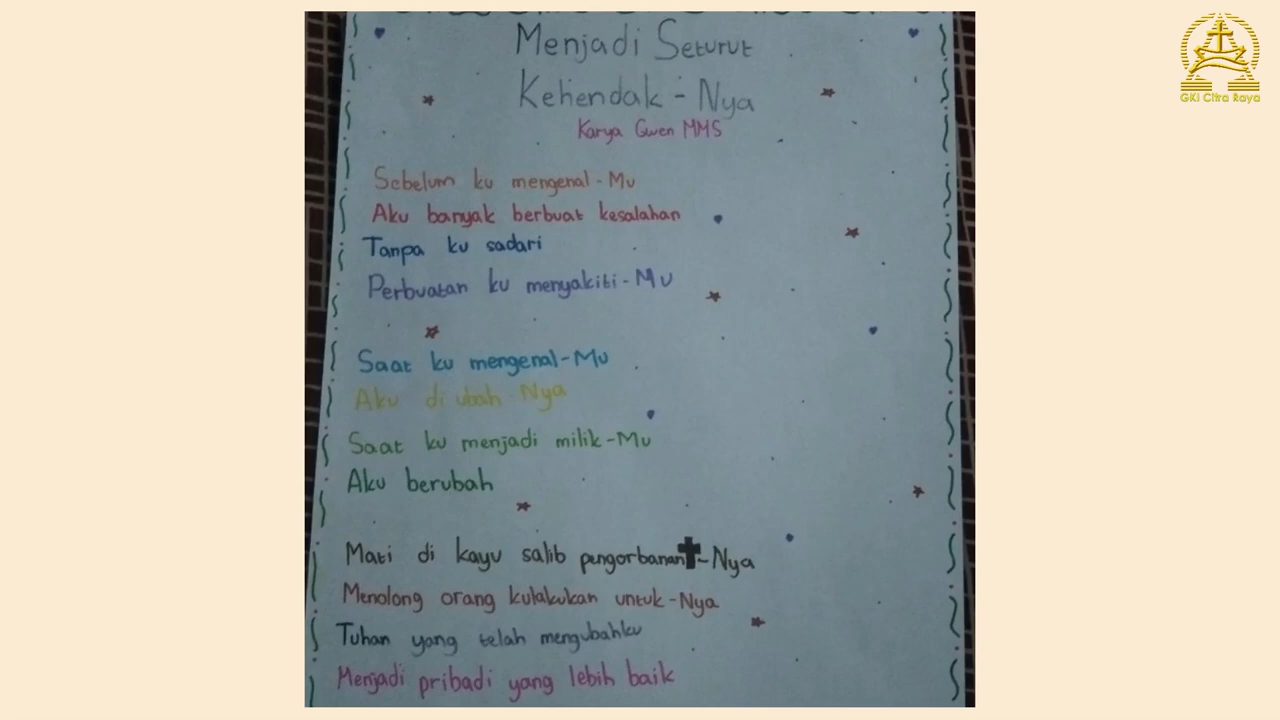 Menjadi Seturut
Kehendak - Nya
Karya Gwen MMS
Sebelum ku mengenal - Mu
Aku banyak berbuat kesalahan
Tanpa ku sadari
Perbuatan ku menyakiti - Mu
Saat ku mengenal - Mu
Aku di ubah - Nya
Saat ku menjadi milik - Mu
Aku berubah
Mati di kayu salib pengorbanan - Nya
Menolong orang kulakukan untuk - Nya
Tuhan yang telah mengubahku
Menjadi pribadi yang lebih baik
GKI Citra Raya